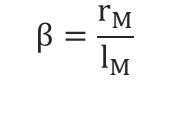 β = r_M / l_M